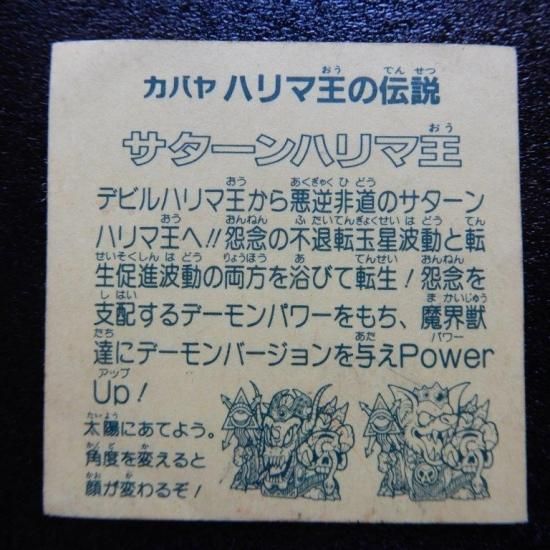 カバヤ ハリマ王の伝説
サターンハリマ王
デビルハリマ王から悪逆非道のサターン
ハリマ王へ!!怨念の不退転玉星波動と転
生促進波動の両方を浴びて転生!怨念を
支配するデーモンパワーをもち、魔界獣
達にデーモンバージョンを与えPower
Up!
太陽にあてよう。
角度を変えると
顔が変わるぞ!